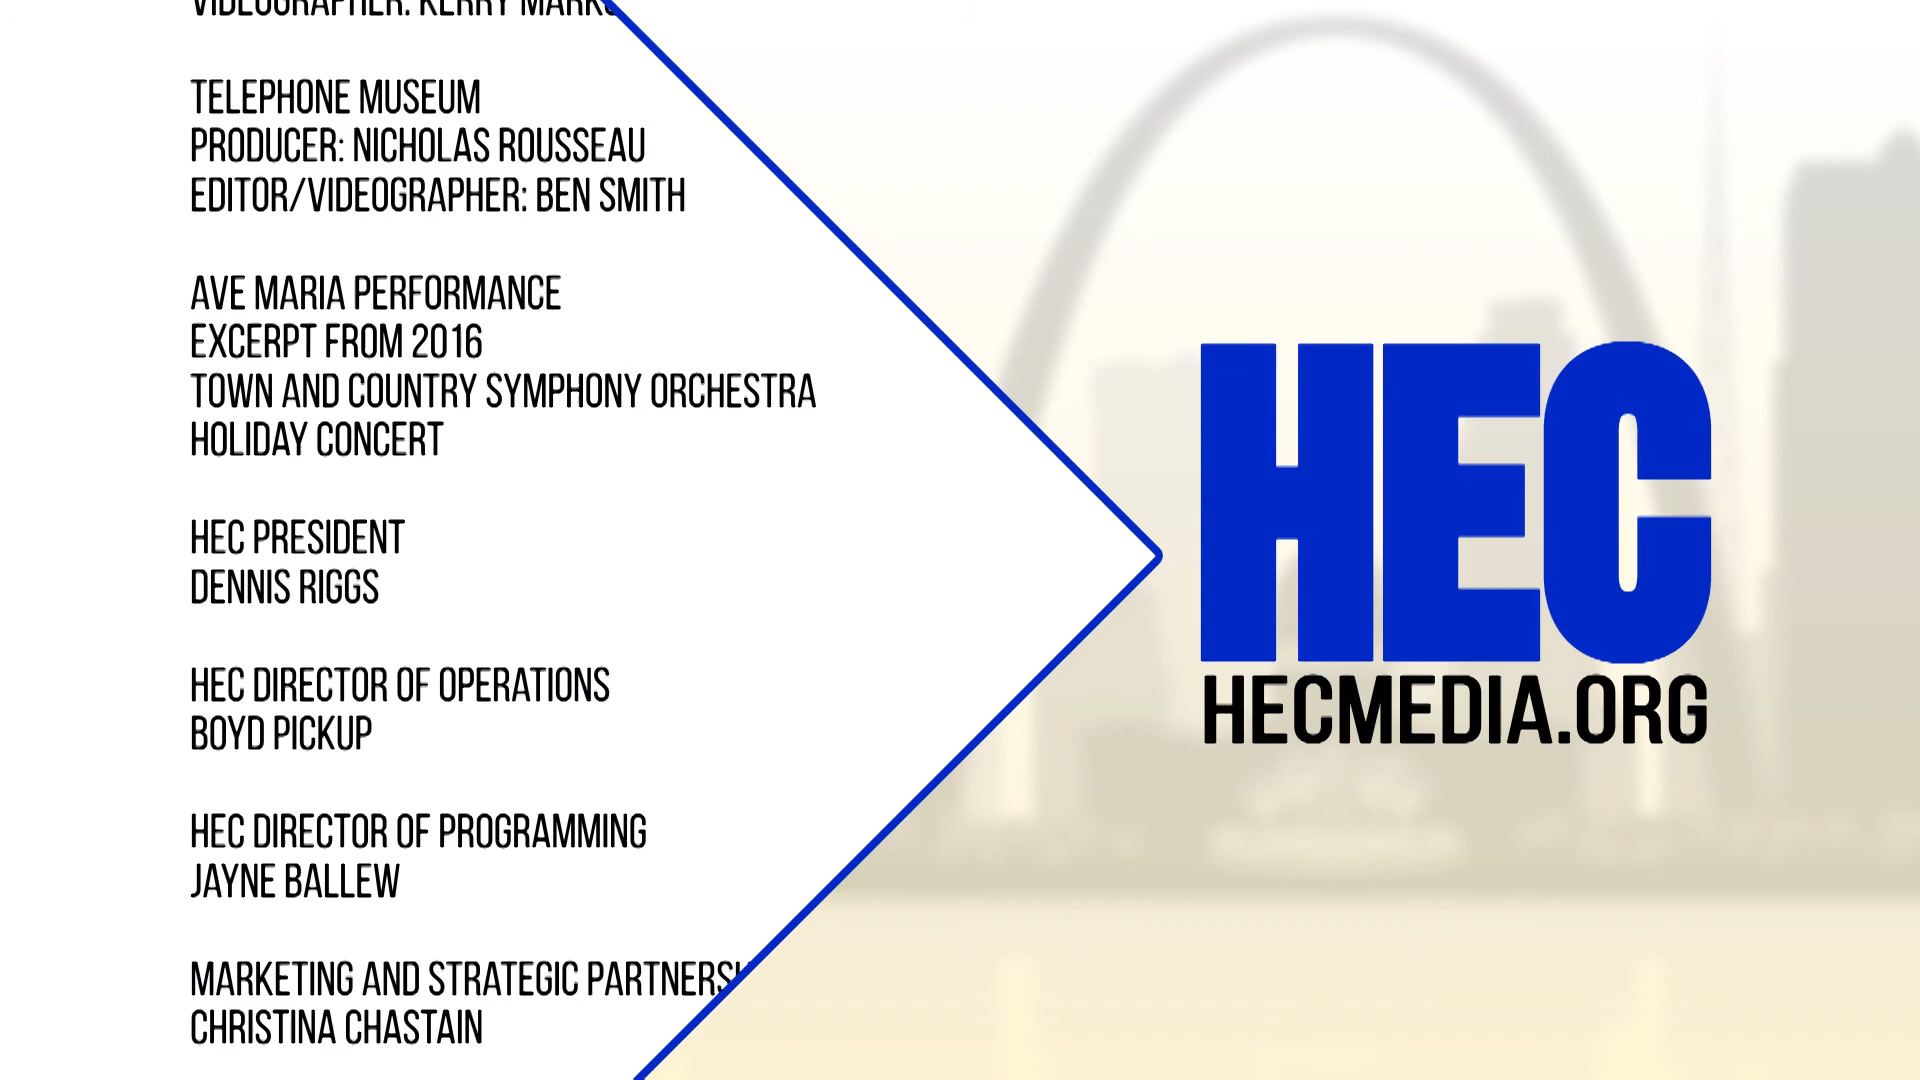 VIDEOGRAPHER: KERRY
TELEPHONE MUSEUM
PRODUCER: NICHOLAS ROUSSEAU
EDITOR/VIDEOGRAPHER: BEN SMITH
AVE MARIA PERFORMANCE
EXCERPT FROM 2016
TOWN AND COUNTRY SYMPHONY ORCHESTRA
HOLIDAY CONCERT
HEC PRESIDENT
DENNIS RIGGS
HEC DIRECTOR OF OPERATIONS
BOYD PICKUP
HEC DIRECTOR OF PROGRAMMING
JAYNE BALLEW
MARKETING AND STRATEGIC
CHRISTINA CHASTAIN
HEC
HECMEDIA.ORG